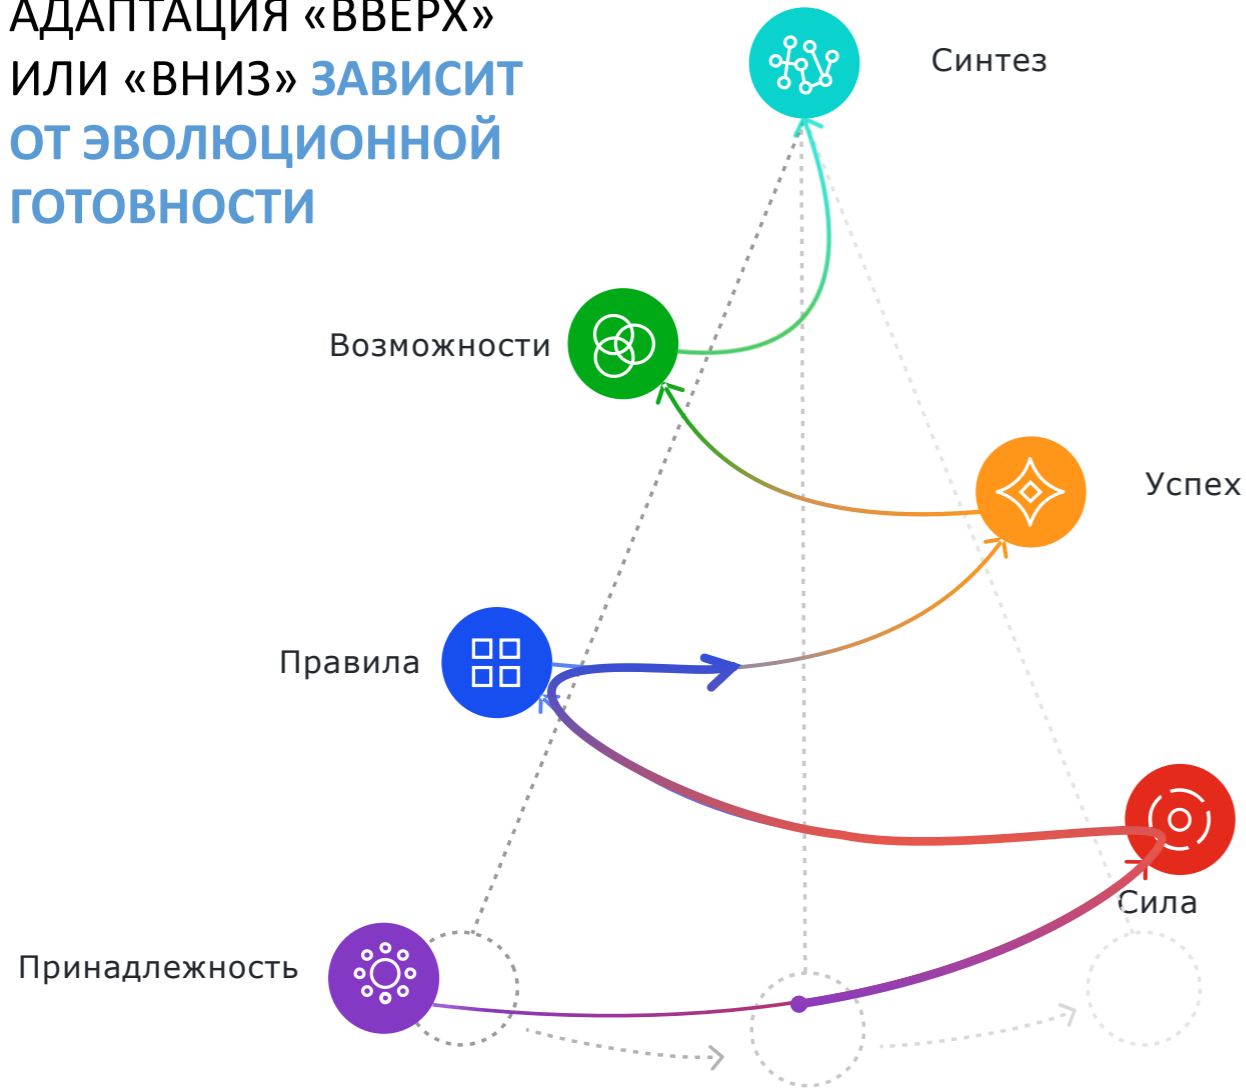 АДАПТАЦИЯ «ВВЕРХ»
ИЛИ «ВНИЗ» ЗАВИСИТ
ОТ ЭВОЛЮЦИОННОЙ
ГОТОВНОСТИ
Синтез
Возможности
Успех
Правила
Сила
Принадлежность